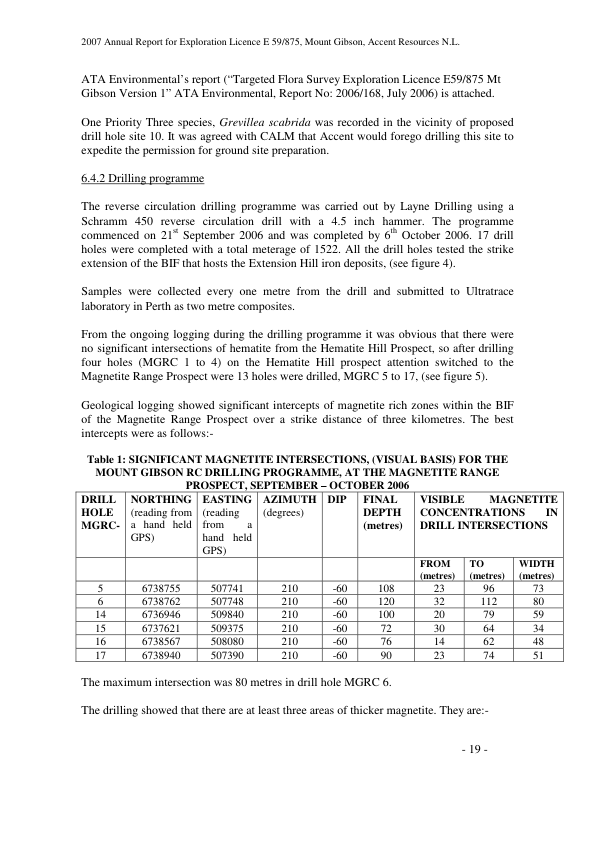 2007 Annual Report for Exploration Licence E 59/875, Mount Gibson, Accent Resources N.L.
ATA Environmental's report ("Targeted Flora Survey Exploration Licence E59/875 Mt
Gibson Version 1" ATA Environmental, Report No: 2006/168, July 2006) is attached.
One Priority Three species, Grevillea scabrida was recorded in the vicinity of proposed
drill hole site 10. It was agreed with CALM that Accent would forego drilling this site to
expedite the permission for ground site preparation.
6.4.2 Drilling programme
The reverse circulation drilling programme was carried out by Layne Drilling using a
Schramm 450 reverse circulation drill with a 4.5 inch hammer. The programme
commenced on 21st September 2006 and was completed by 6th October 2006. 17 drill
holes were completed with a total meterage of 1522. All the drill holes tested the strike
extension of the BIF that hosts the Extension Hill iron deposits, (see figure 4).
Samples were collected every one metre from the drill and submitted to Ultratrace
laboratory in Perth as two metre composites.
From the ongoing logging during the drilling programme it was obvious that there were
no significant intersections of hematite from the Hematite Hill Prospect, so after drilling
four holes (MGRC 1 to 4) on the Hematite Hill prospect attention switched to the
Magnetite Range Prospect were 13 holes were drilled, MGRC 5 to 17, (see figure 5).
Geological logging showed significant intercepts of magnetite rich zones within the BIF
of the Magnetite Range Prospect over a strike distance of three kilometres. The best
intercepts were as follows:-
Table 1: SIGNIFICANT MAGNETITE INTERSECTIONS, (VISUAL BASIS) FOR THE
MOUNT GIBSON RC DRILLING PROGRAMME, AT THE MAGNETITE RANGE
PROSPECT, SEPTEMBER – OCTOBER 2006
DRILL NORTHING EASTING AZIMUTH DIP FINAL VISIBLE MAGNETITE
HOLE (reading from (reading (degrees) DEPTH CONCENTRATIONS IN
MGRC- a hand held from a (metres) DRILL INTERSECTIONS
GPS) hand held
GPS)
FROM TO WIDTH
(metres) (metres) (metres)
5 6738755 507741 210 -60 108 23 96 73
6 6738762 507748 210 -60 120 32 112 80
14 6736946 509840 210 -60 100 20 79 59
15 6737621 509375 210 -60 72 30 64 34
16 6738567 508080 210 -60 81 14 62 48
17 6738940 507390 210 -60 90 23 74 51
The maximum intersection was 80 metres in drill hole MGRC 6.
The drilling showed that there are at least three areas of thicker magnetite. They are:-
- 19 -